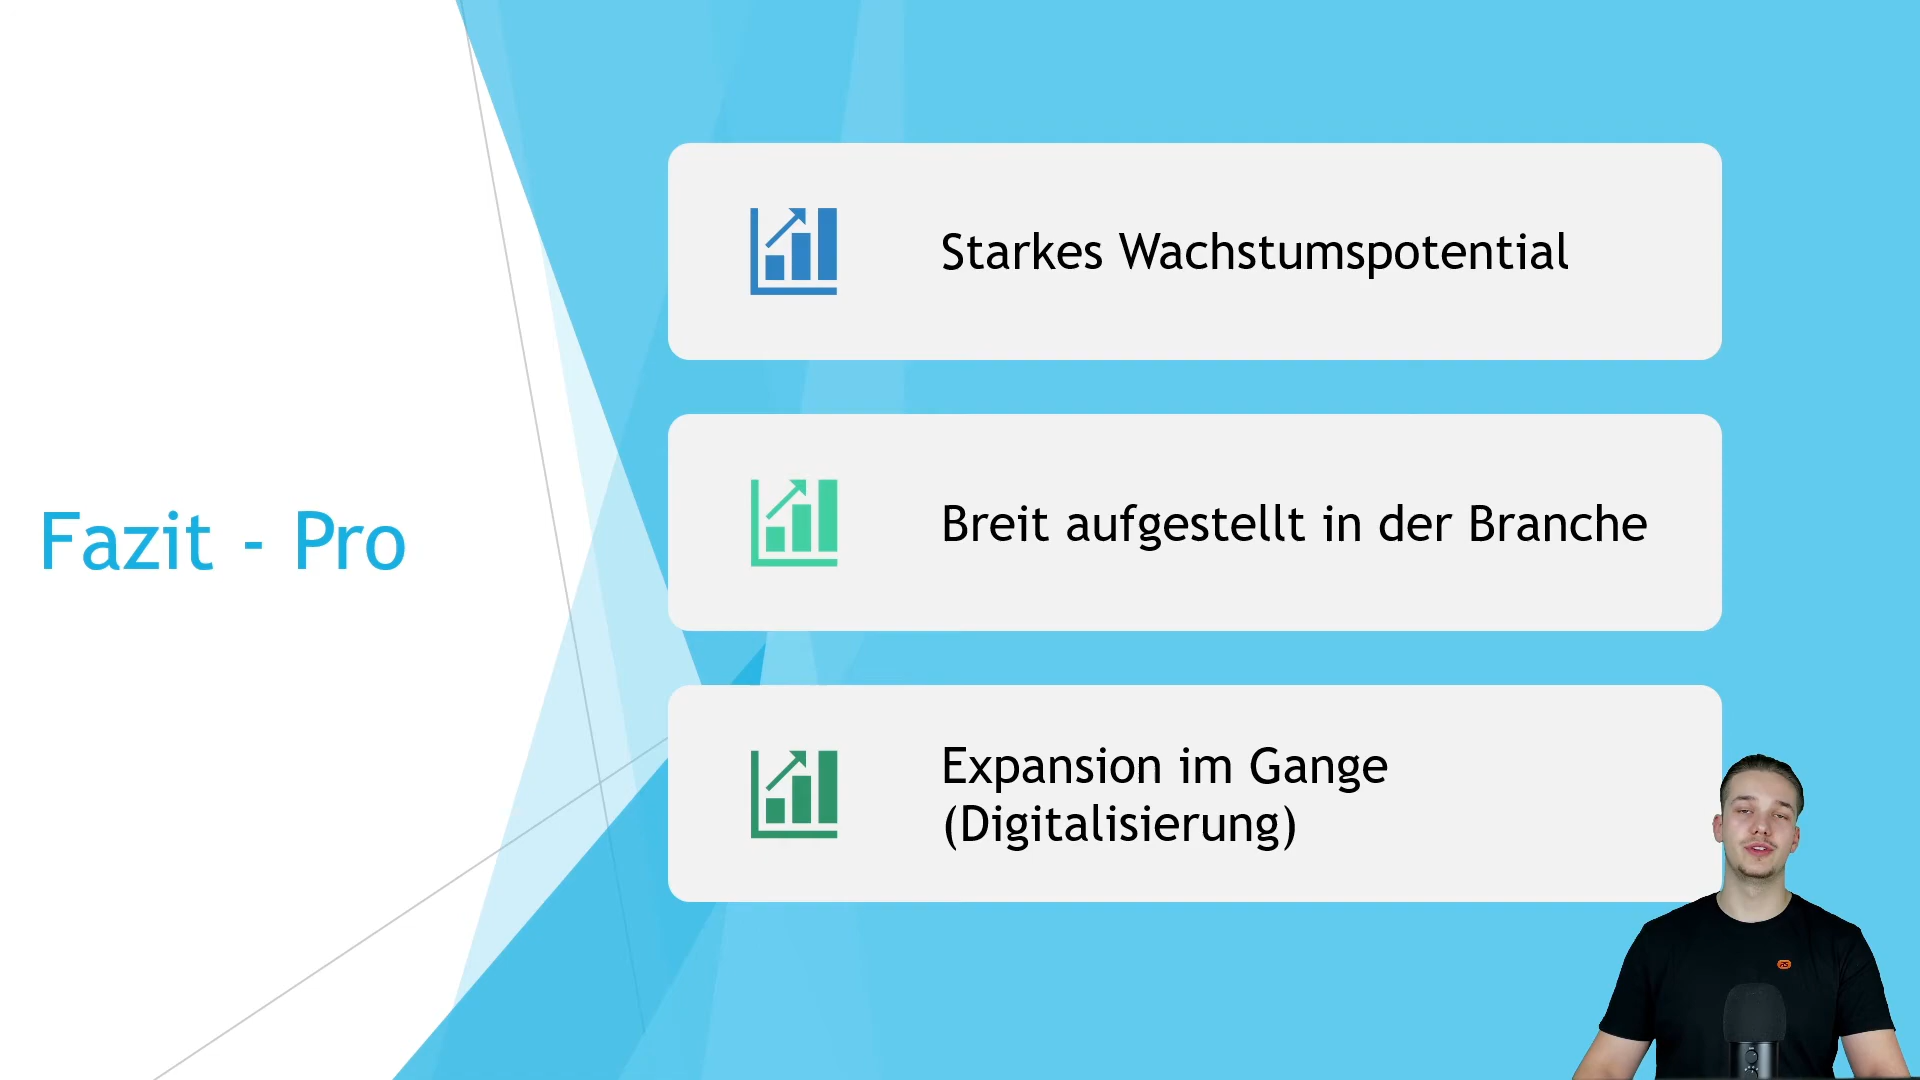 Fazit - Pro
Starkes Wachstumspotential
Breit aufgestellt in der Branche
Expansion im Gange
(Digitalisierung)